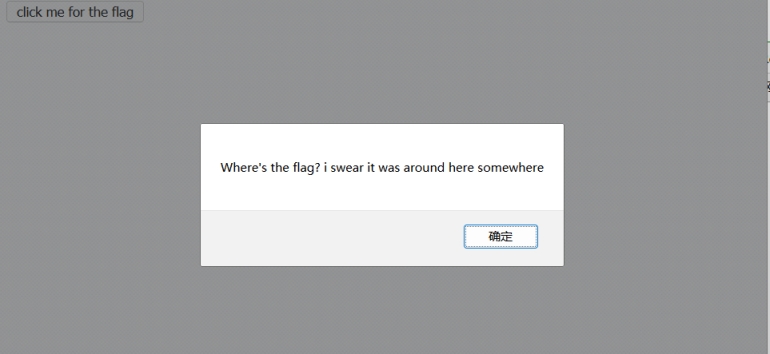 click me for the flag
Where's the flag? i swear it was around here somewhere
确定